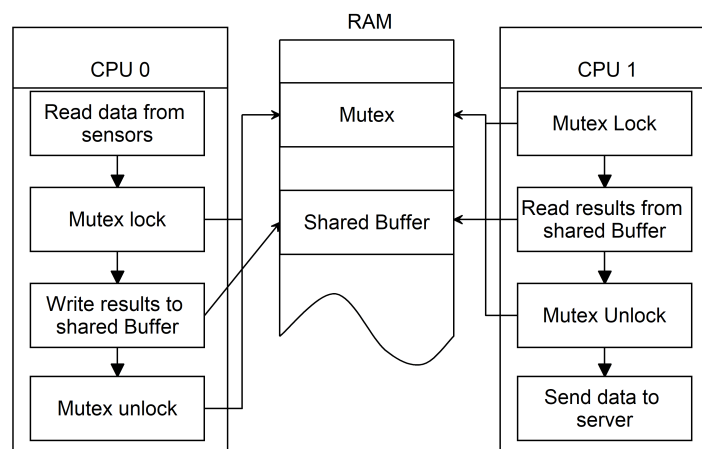 RAM
CPU 0
Read data from
sensors
Mutex lock
Write results to
shared Buffer
Mutex unlock
Mutex
Shared Buffer
CPU 1
Mutex Lock
Read results from
shared Buffer
Mutex Unlock
Send data to
server